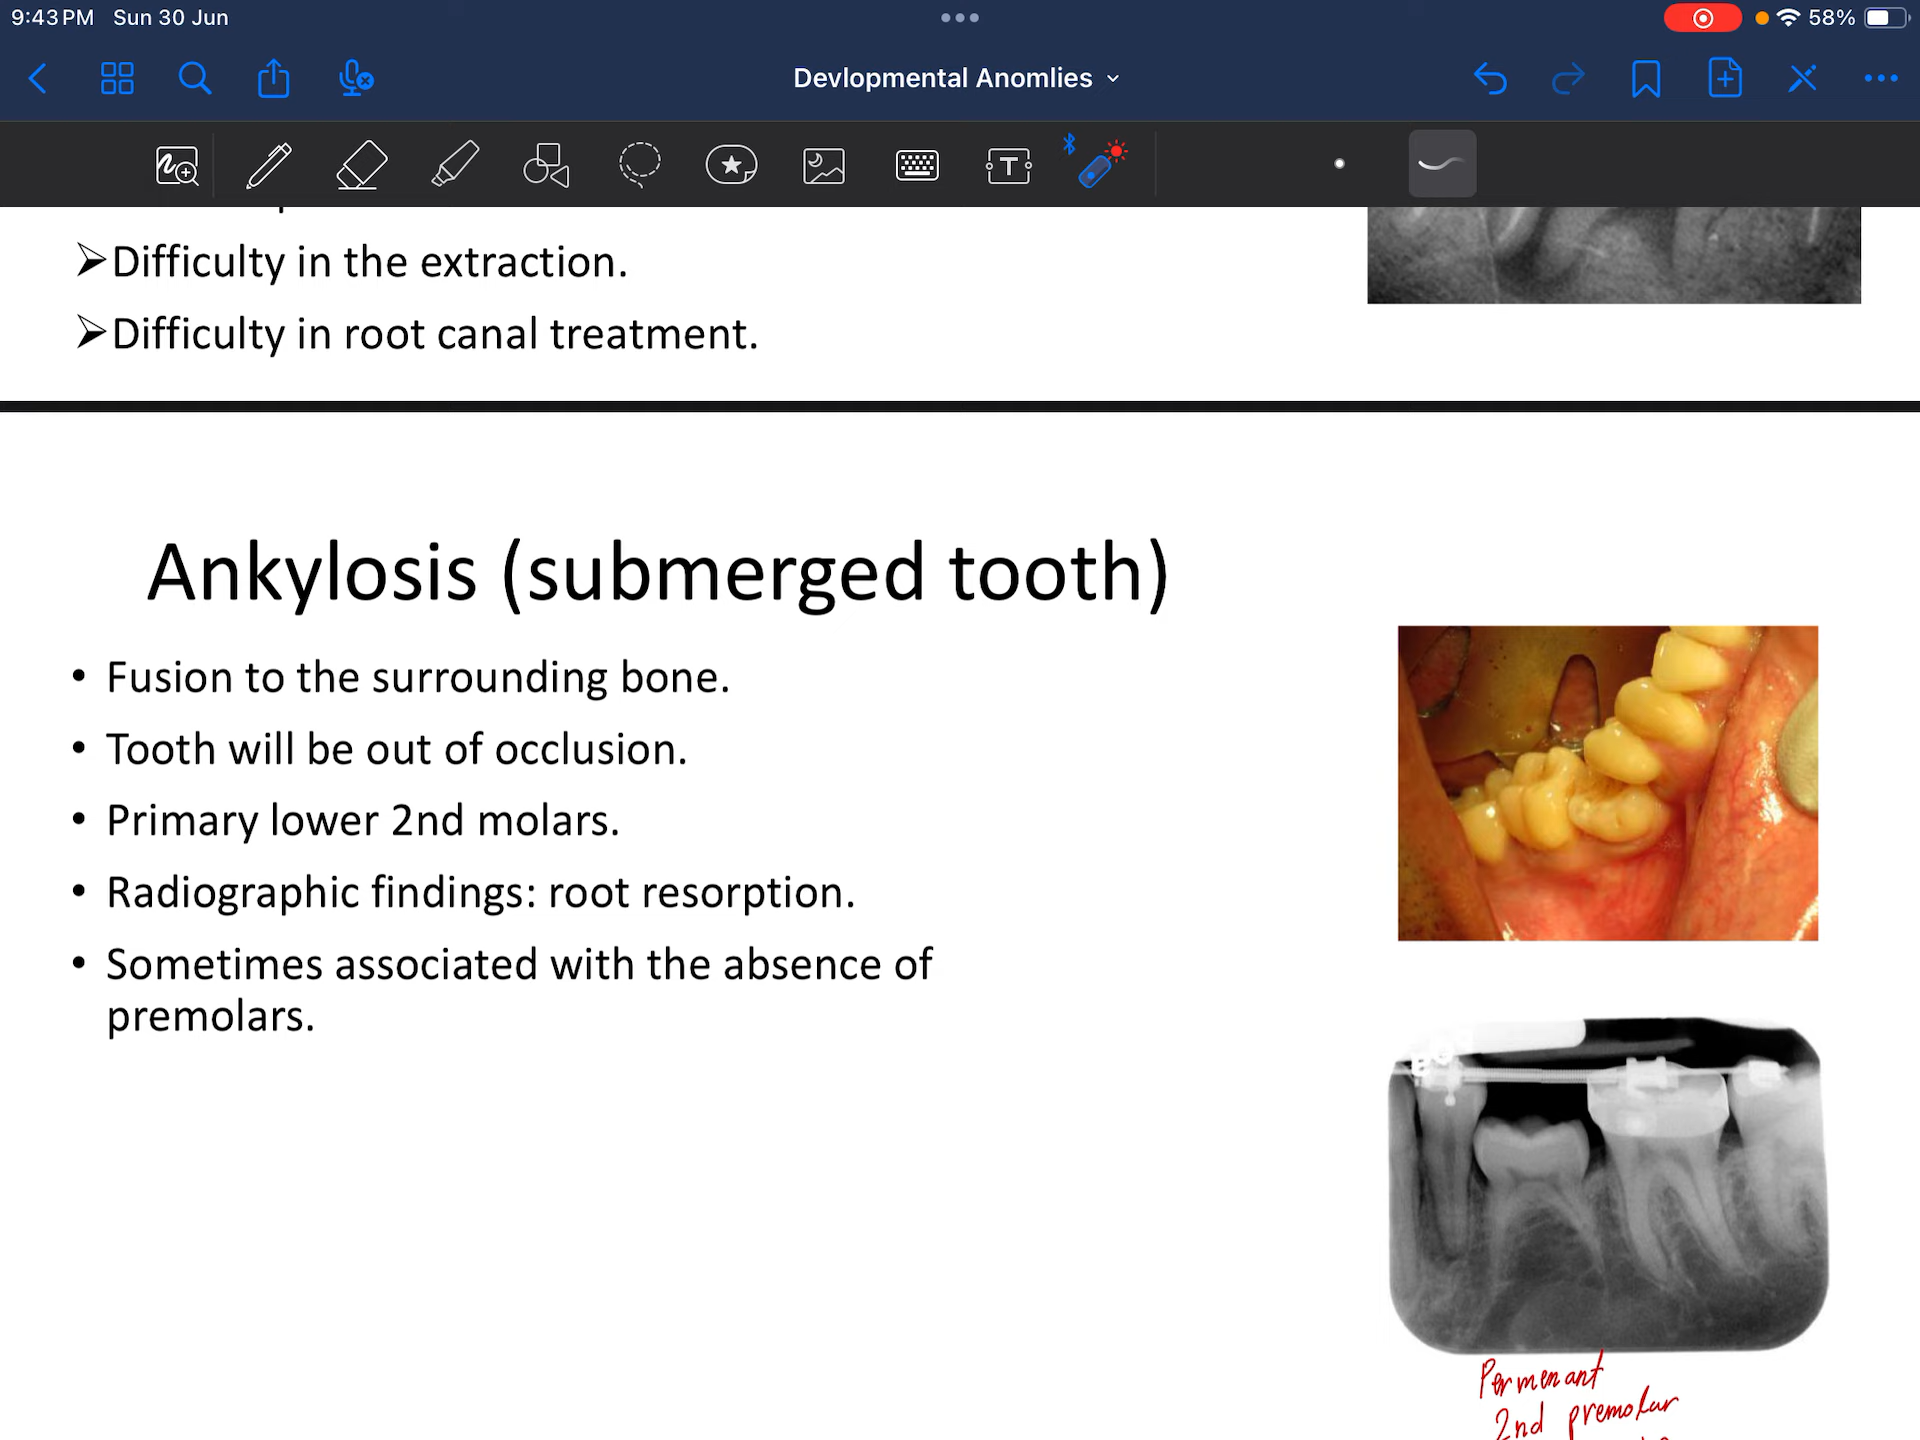 9:43 PM Sun 30 Jun
58%
Devlopmental Anomlies
T
➢Difficulty in the extraction.
➢Difficulty in root canal treatment.
Ankylosis (submerged tooth)
• Fusion to the surrounding bone.
• Tooth will be out of occlusion.
• Primary lower 2nd molars.
• Radiographic findings: root resorption.
• Sometimes associated with the absence of
premolars.
Permenant
2nd premolar